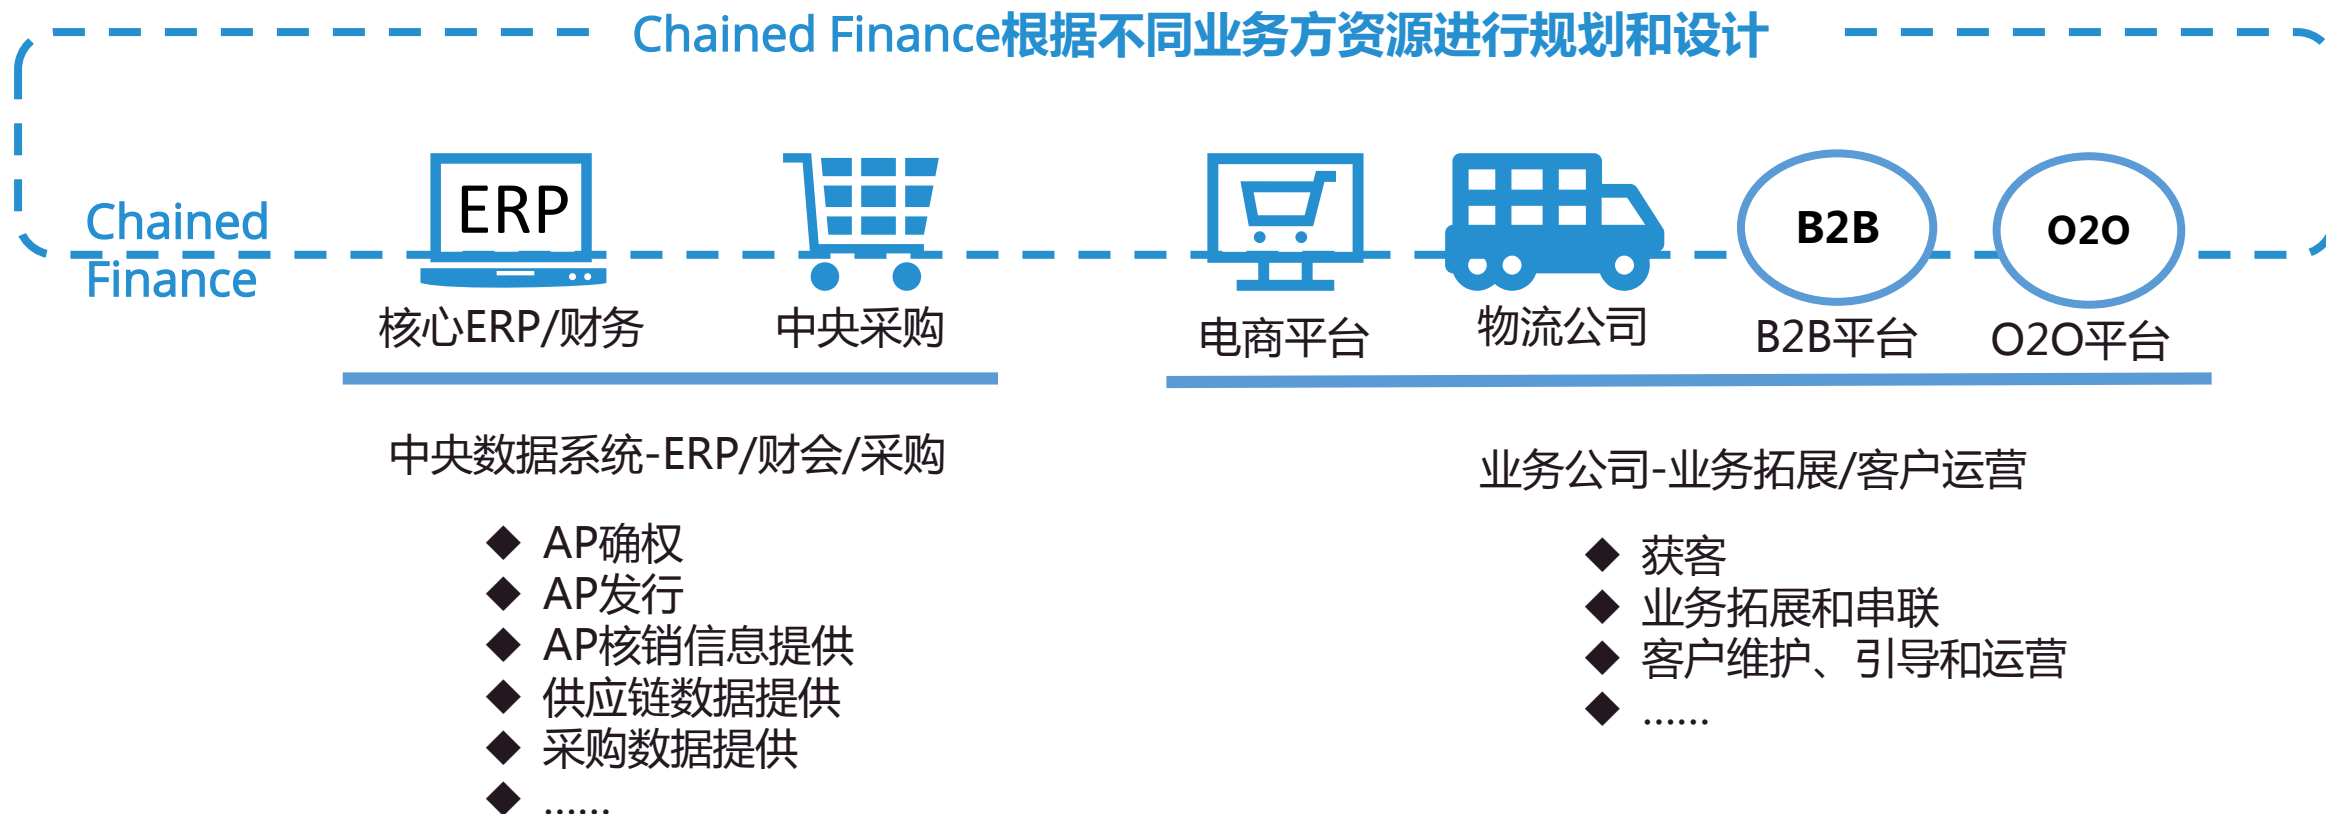 Chained Finance根据不同业务方资源进行规划和设计
Chained
Finance
ERP
B2B
O2O
核心ERP/财务
中央采购
电商平台
物流公司
B2B平台
O2O平台
中央数据系统-ERP/财会/采购
◆ AP确权
◆ AP发行
◆ AP核销信息提供
◆ 供应链数据提供
◆ 采购数据提供
◆ ......
业务公司-业务拓展/客户运营
◆ 获客
◆ 业务拓展和串联
◆ 客户维护、引导和运营
◆ ......